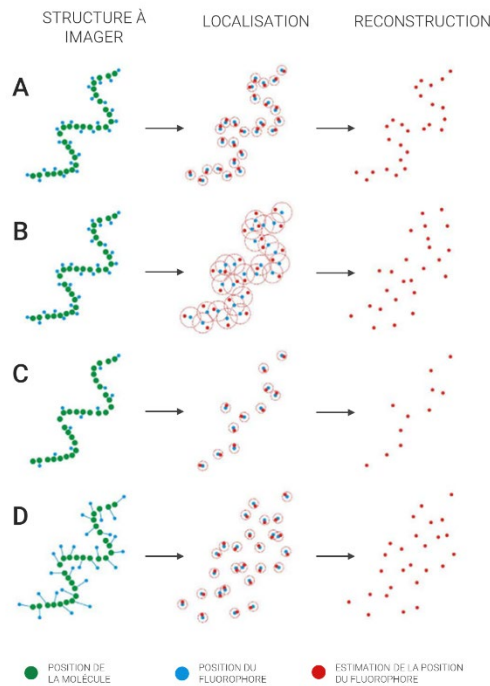 STRUCTURE À
IMAGER
LOCALISATION
RECONSTRUCTION
A
B
C
D
POSITION DE
LA MOLÉCULE
POSITION DU
FLUOROPHORE
ESTIMATION DE LA POSITION
DU FLUOROPHORE